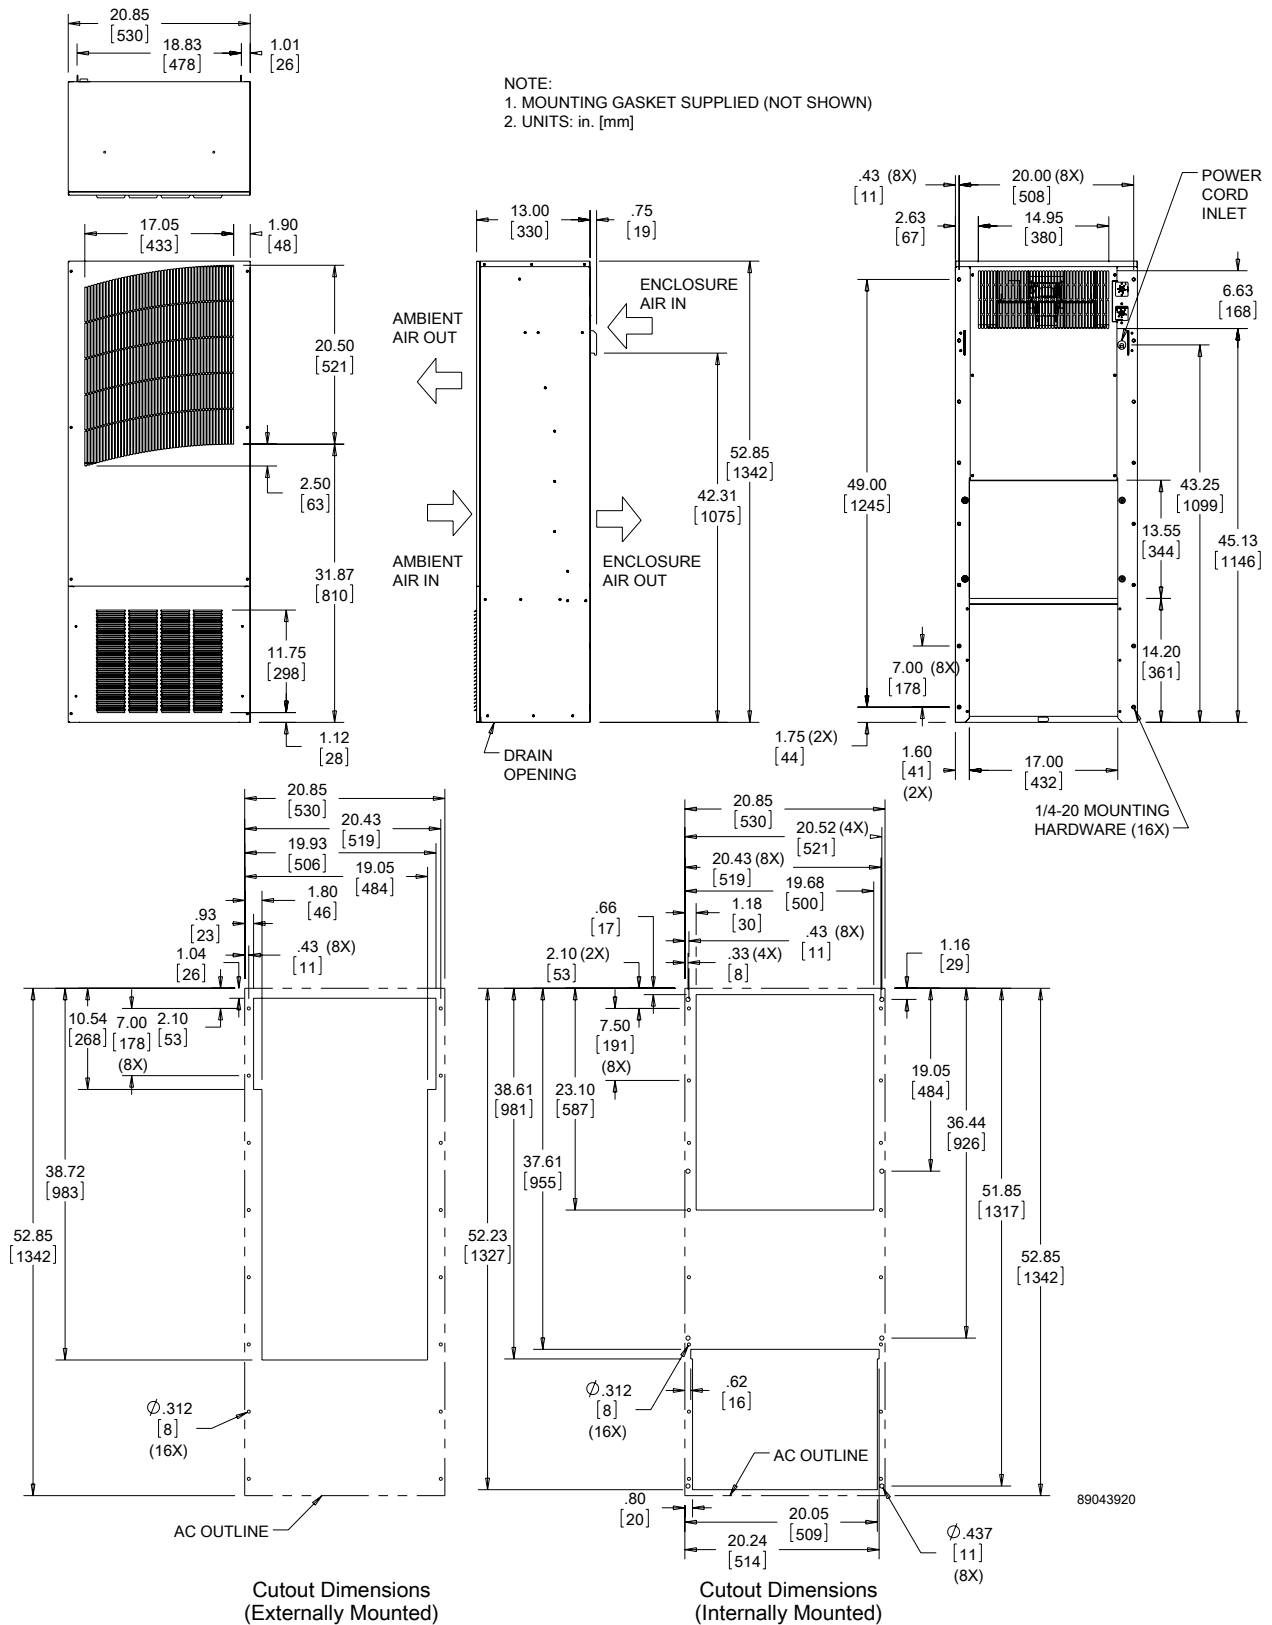 20.85
[530]
18.83
[478]
1.01
[26]
NOTE:
1. MOUNTING GASKET SUPPLIED (NOT SHOWN)
2. UNITS: in. [mm]
17.05
[433]
1.90
[48]
20.50
[521]
2.50
[63]
31.87
[810]
11.75
[298]
1.12
[28]
13.00
[330]
.75
[19]
ENCLOSURE
AIR IN
AMBIENT
AIR OUT
52.85
[1342]
42.31
[1075]
AMBIENT
AIR IN
ENCLOSURE
AIR OUT
DRAIN
OPENING
.43 (8X)
[11]
20.00 (8X)
[508]
POWER
CORD
INLET
2.63
[67]
14.95
[380]
6.63
[168]
49.00
[1245]
43.25
[1099]
13.55
[344]
45.13
[1146]
14.20
[361]
7.00 (8X)
[178]
1.75 (2X)
[44]
1.60
[41]
(2X)
17.00
[432]
1/4-20 MOUNTING
HARDWARE (16X)
20.85
[530]
20.43
[519]
19.93
[506]
19.05
[484]
1.80
[46]
.93
[23]
1.04
[26]
.43 (8X)
[11]
10.54
[268]
7.00
[178]
(8X)
2.10
[53]
38.72
[983]
52.85
[1342]
Ø.312
[8]
(16X)
AC OUTLINE
Cutout Dimensions
(Externally Mounted)
20.85
[530]
20.52 (4X)
[521]
20.43 (8X)
[519]
19.68
[500]
1.18
[30]
.66
[17]
.43 (8X)
[11]
2.10 (2X)
[53]
.33 (4X)
[8]
1.16
[29]
7.50
[191]
(8X)
38.61
[981]
23.10
[587]
19.05
[484]
36.44
[926]
37.61
[955]
51.85
[1317]
52.23
[1327]
52.85
[1342]
Ø.312
[8]
(16X)
.62
[16]
AC OUTLINE
.80
[20]
20.05
[509]
20.24
[514]
Ø.437
[11]
(8X)
89043920
Cutout Dimensions
(Internally Mounted)